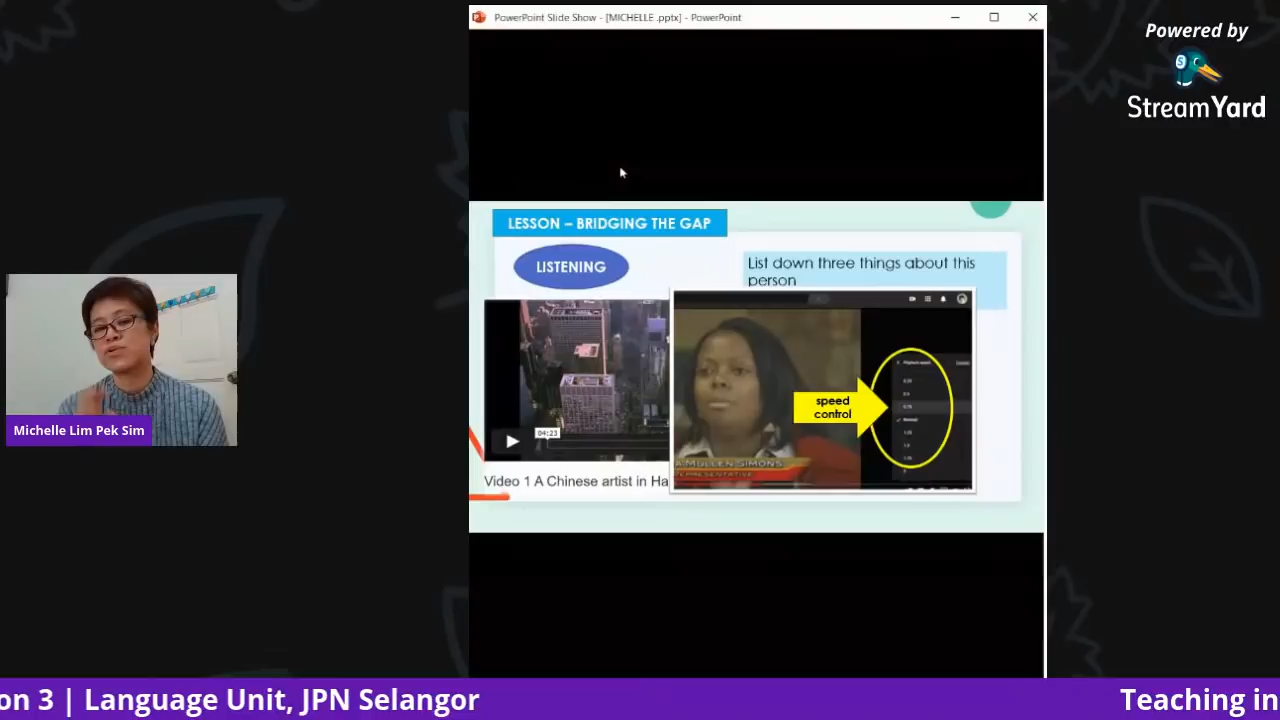 PowerPoint Slide Show - [MICHELLE .pptx] - PowerPoint
Powered by
StreamYard
LESSON – BRIDGING THE GAP
LISTENING
List down three things about this
person
speed
control
04:23
Video 1 A Chinese artist in Ha
Michelle Lim Pek Sim
A MULLEN SIMONS
on 3 | Language Unit, JPN Selangor
Teaching in